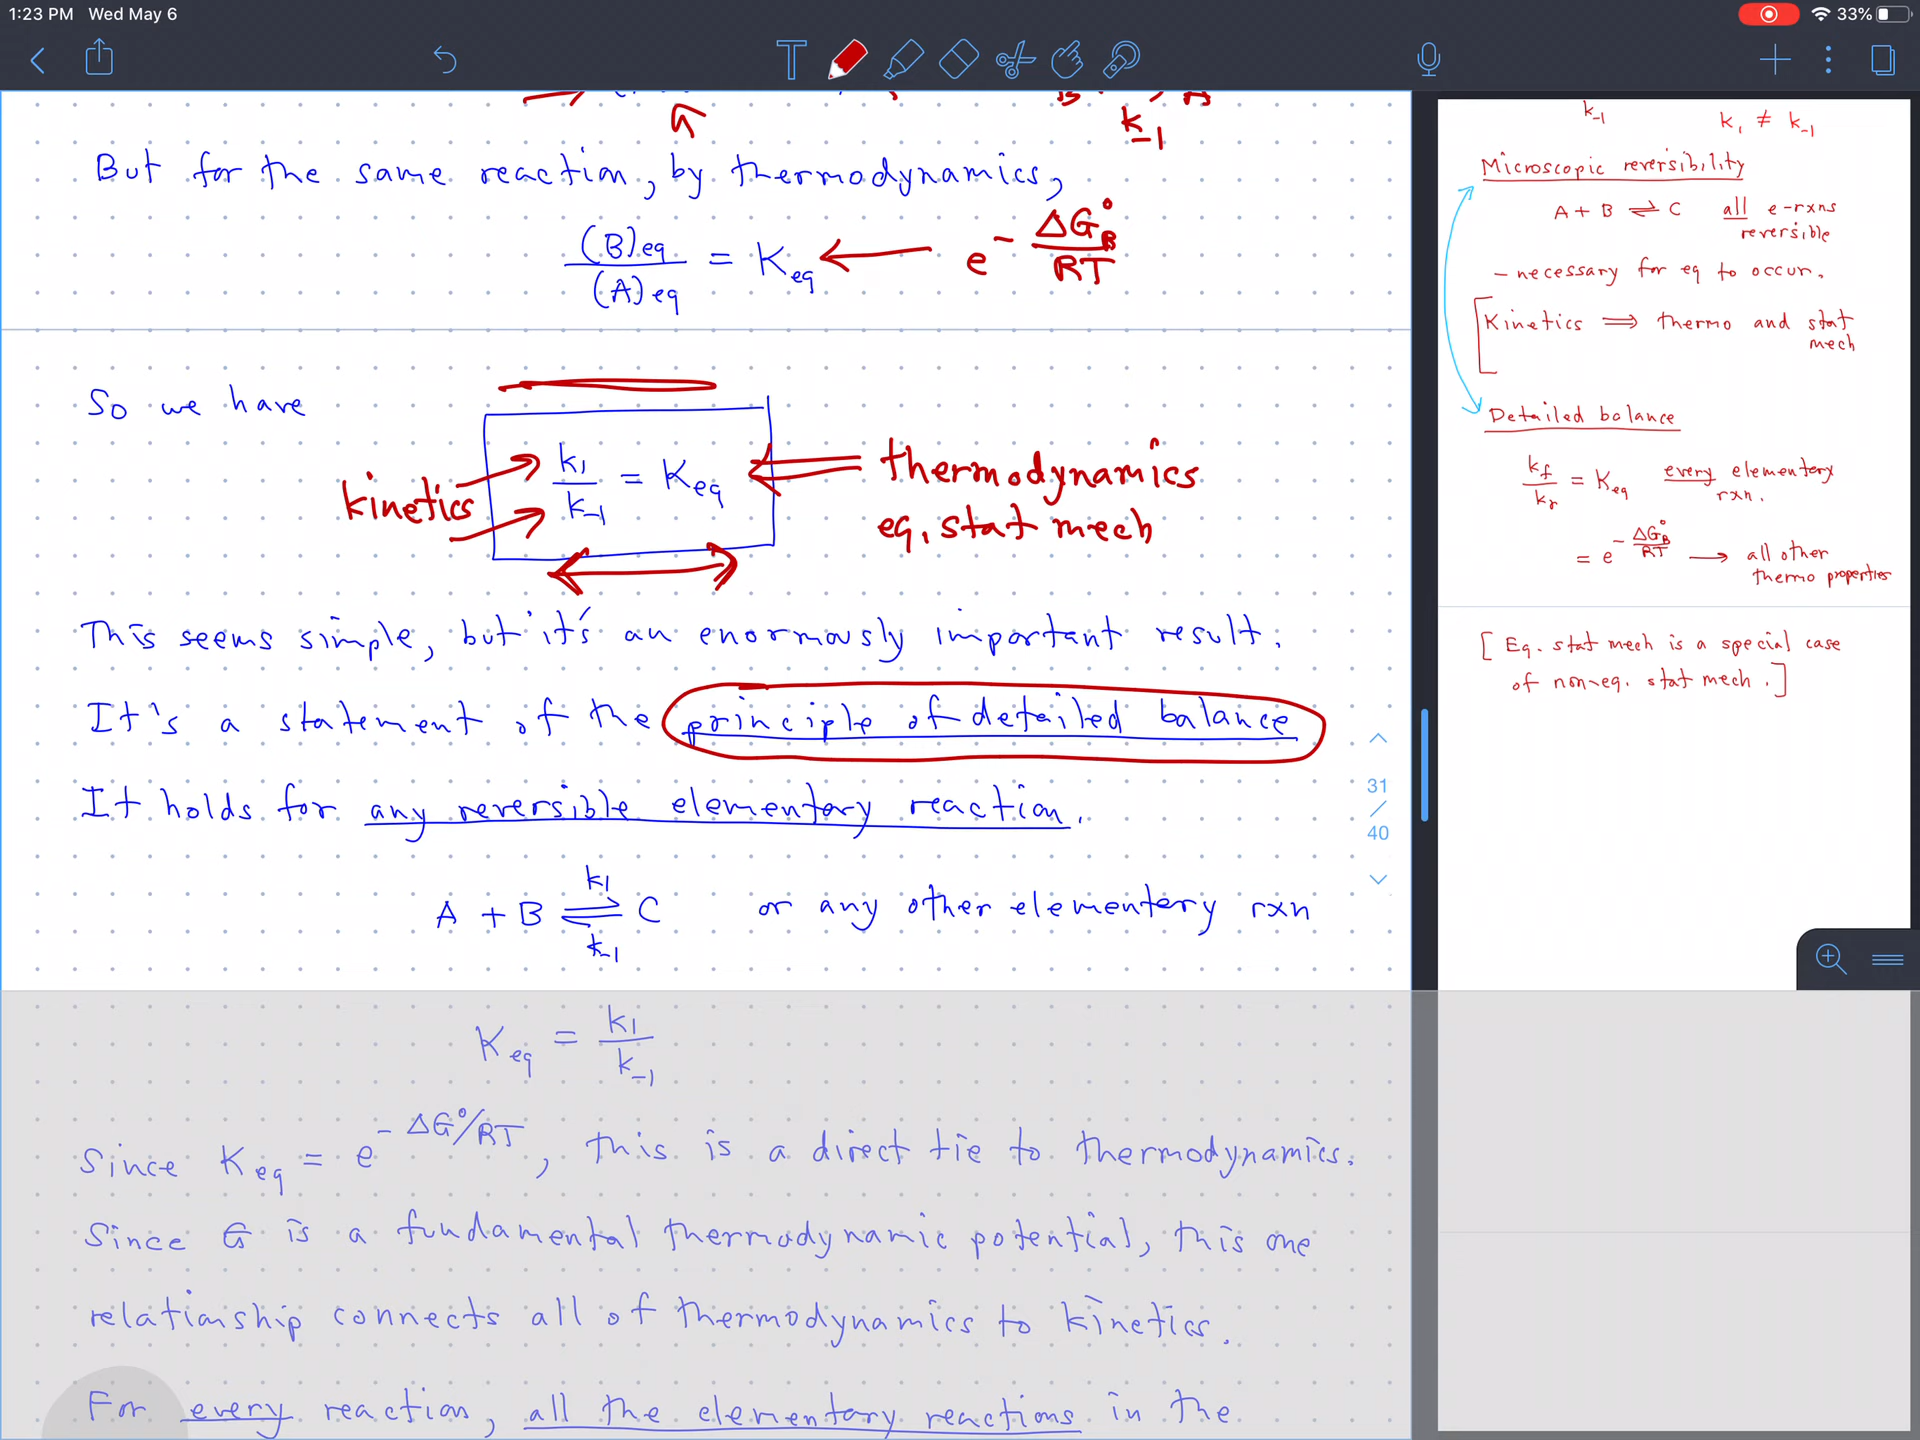 1:23 PM Wed May 6
33%
k-1
But for the same reaction, by thermodynamics,
(B)eq / (A)eq = Keq ← e^-ΔG°R/RT
So we have
kinetics k1/k-1 = Keq thermodynamics
eq. stat mech
This seems simple, but it's an enormously important result.
It's a statement of the principle of detailed balance
It holds for any reversible elementary reaction.
A + B ⇌ C or any other elementery rxn
k1
k-1
31
/
40
Keq = k1/k-1
Since Keq = e^-ΔG°/RT, this is a direct tie to thermodynamics.
Since G is a fundamental thermodynamic potential, this one
relationship connects all of thermodynamics to kinetics.
For every reaction, all the elementary reactions in the
k-1 k1 ≠ k-1
Microscopic reversibility
A + B ⇌ C all e-rxns
reversible
- necessary for eq to occur.
[Kinetics ⇒ thermo and stat
mech
Detailed balance
kf/kr = Keq every elementery
rxn.
= e^-ΔG°R/RT → all other
thermo properties
[Eq. stat mech is a special case
of non-eq. stat mech.]